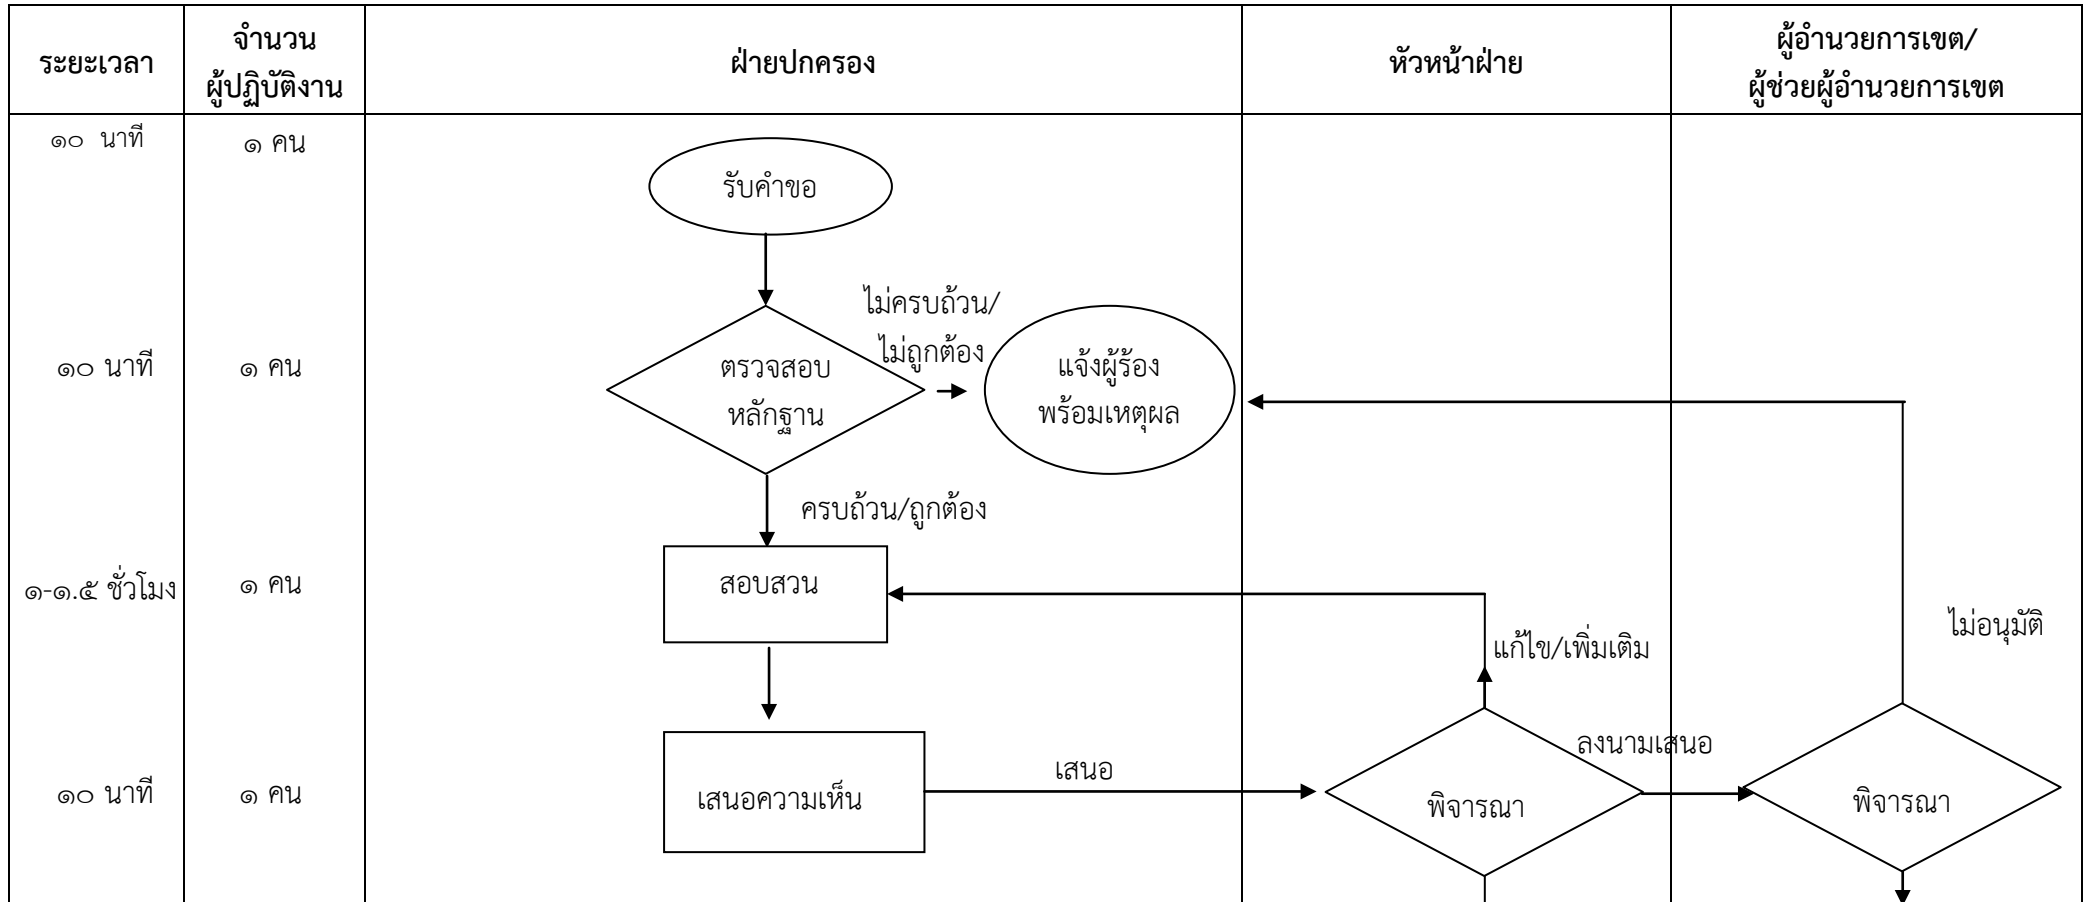 ระยะเวลา
จำนวน
ผู้ปฏิบัติงาน
ฝ่ายปกครอง
หัวหน้าฝ่าย
ผู้อำนวยการเขต/
ผู้ช่วยผู้อำนวยการเขต
๑๐ นาที
๑ คน
รับคำขอ
ไม่ครบถ้วน/
ไม่ถูกต้อง
๑๐ นาที
๑ คน
ตรวจสอบ
หลักฐาน
แจ้งผู้ร้อง
พร้อมเหตุผล
ครบถ้วน/ถูกต้อง
๑-๑.๕ ชั่วโมง
๑ คน
สอบสวน
ไม่อนุมัติ
แก้ไข/เพิ่มเติม
ลงนามเสนอ
เสนอ
๑๐ นาที
๑ คน
เสนอความเห็น
พิจารณา
พิจารณา